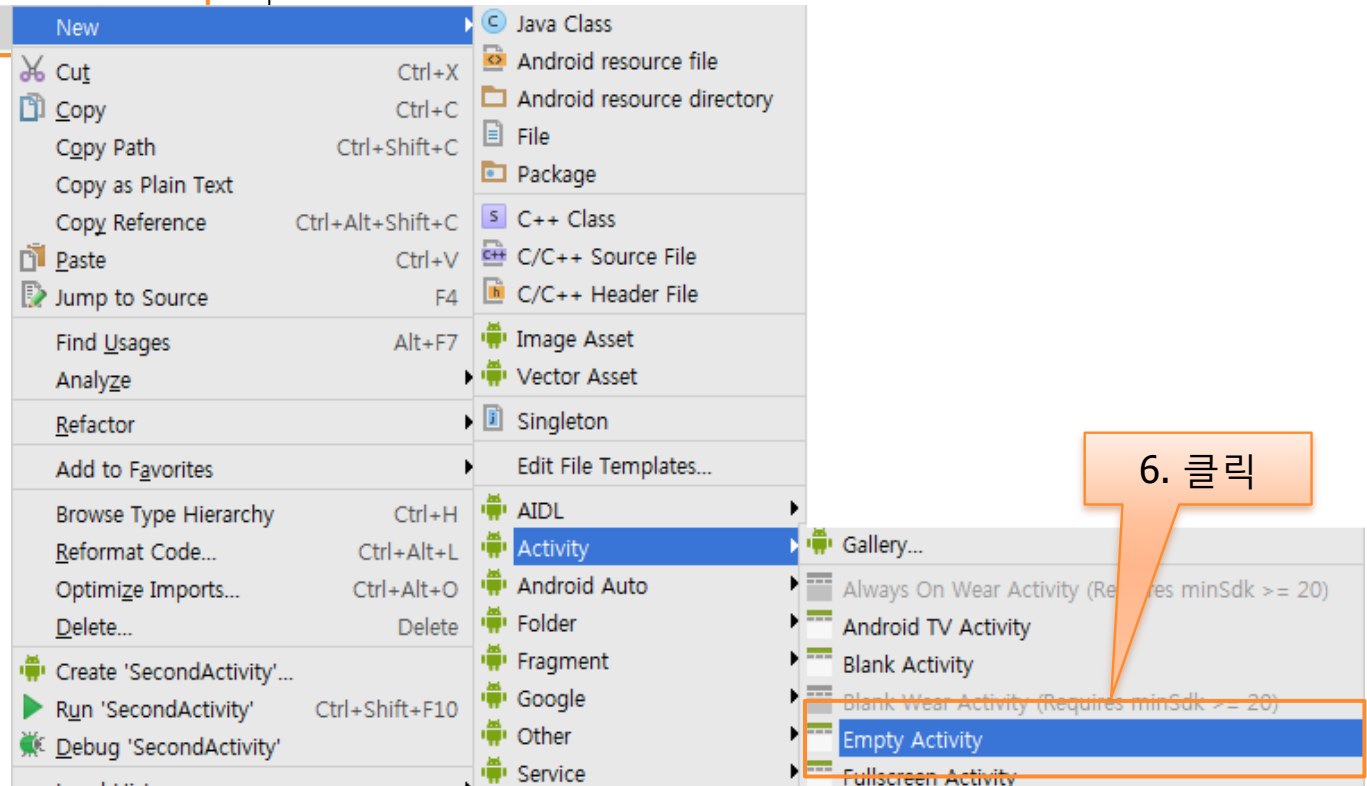 New
Cut Ctrl+X
Copy Ctrl+C
Copy Path Ctrl+Shift+C
Copy as Plain Text
Copy Reference Ctrl+Alt+Shift+C
Paste Ctrl+V
Jump to Source F4
Find Usages Alt+F7
Analyze
Refactor
Add to Favorites
Browse Type Hierarchy Ctrl+H
Reformat Code... Ctrl+Alt+L
Optimize Imports... Ctrl+Alt+O
Delete... Delete
Create 'SecondActivity'...
Run 'SecondActivity' Ctrl+Shift+F10
Debug 'SecondActivity'
Java Class
Android resource file
Android resource directory
File
Package
C++ Class
C/C++ Source File
C/C++ Header File
Image Asset
Vector Asset
Singleton
Edit File Templates...
AIDL
Activity
Android Auto
Folder
Fragment
Google
Other
Service
6. 클릭
Gallery...
Always On Wear Activity (Requires minSdk >= 20)
Android TV Activity
Blank Activity
Blank Wear Activity (Requires minSdk >= 20)
Empty Activity
Fullscreen Activity